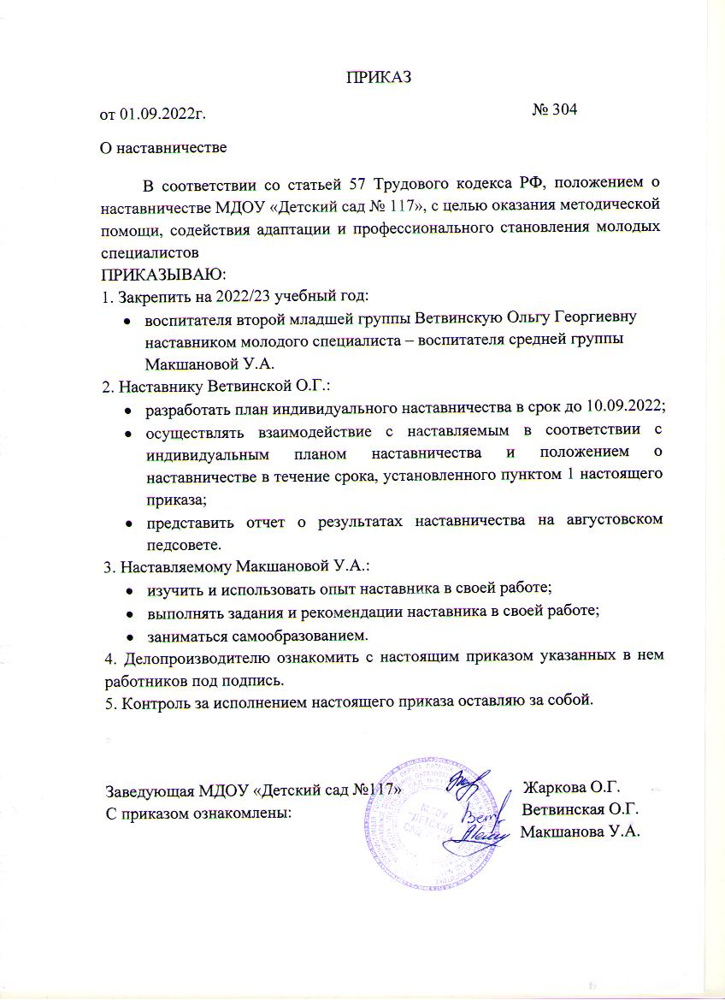 ПРИКАЗ
от 01.09.2022г.
№ 304
О наставничестве
В соответствии со статьей 57 Трудового кодекса РФ, положением о
наставничестве МДОУ «Детский сад № 117», с целью оказания методической
помощи, содействия адаптации и профессионального становления молодых
специалистов
ПРИКАЗЫВАЮ:
1. Закрепить на 2022/23 учебный год:
• воспитателя второй младшей группы Ветвинскую Ольгу Георгиевну
наставником молодого специалиста – воспитателя средней группы
Макшановой У.А.
2. Наставнику Ветвинской О.Г.:
• разработать план индивидуального наставничества в срок до 10.09.2022;
• осуществлять взаимодействие с наставляемым в соответствии с
индивидуальным планом наставничества и положением о
наставничестве в течение срока, установленного пунктом 1 настоящего
приказа;
• представить отчет о результатах наставничества на августовском
педсовете.
3. Наставляемому Макшановой У.А.:
• изучить и использовать опыт наставника в своей работе;
• выполнять задания и рекомендации наставника в своей работе;
• заниматься самообразованием.
4. Делопроизводителю ознакомить с настоящим приказом указанных в нем
работников под подпись.
5. Контроль за исполнением настоящего приказа оставляю за собой.
Заведующая МДОУ «Детский сад №117»
Жаркова О.Г.
С приказом ознакомлены:
Ветвинская О.Г.
Макшанова У.А.
МДОУ
"ДЕТСКИЙ
САД